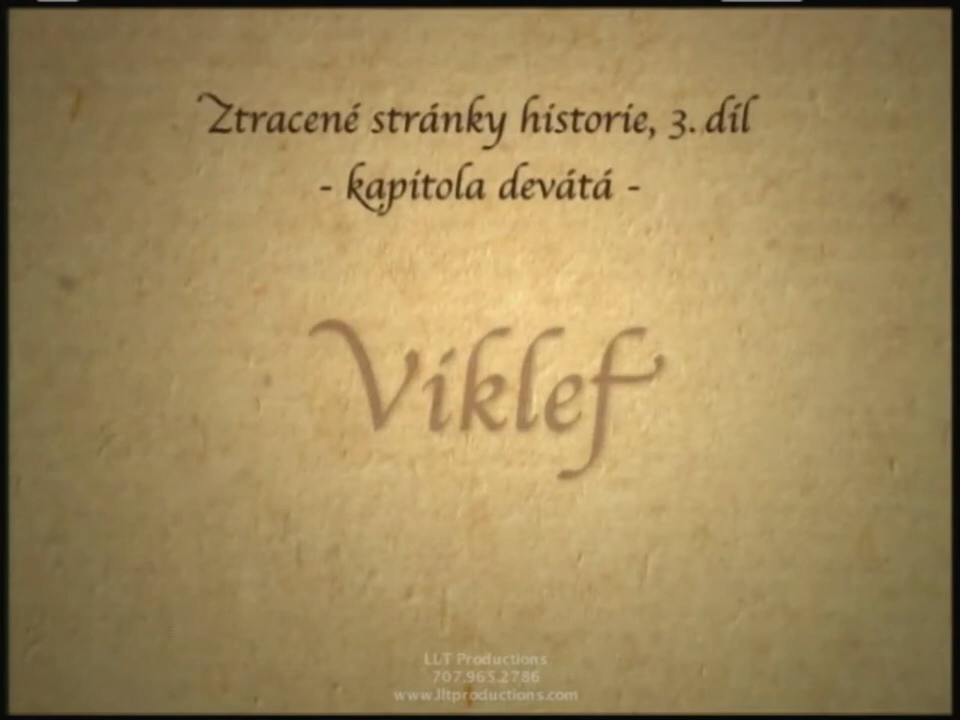 Ztracené stránky historie, 3. díl
- kapitola devátá -
Viklef
LLT Productions
707.965.2786
www.lltproductions.com